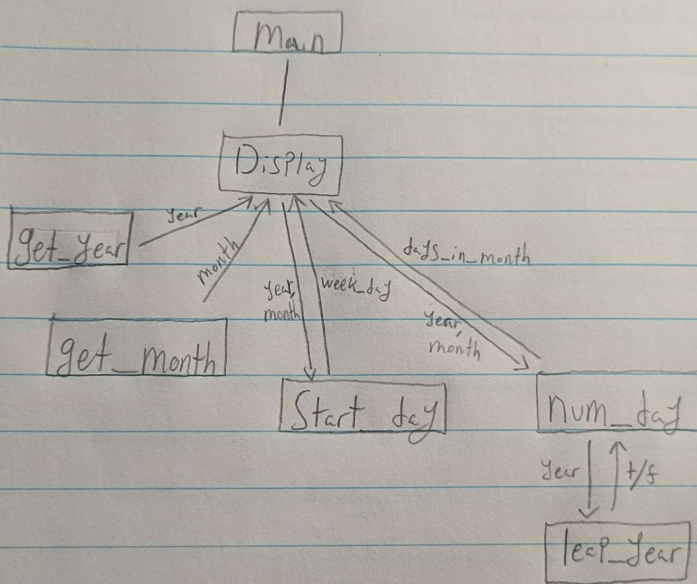 Main
Display
year
get_year
month
days_in_month
year,
month
week_day
year,
month
get_month
Start_day
num_day
year
t/f
leap_year